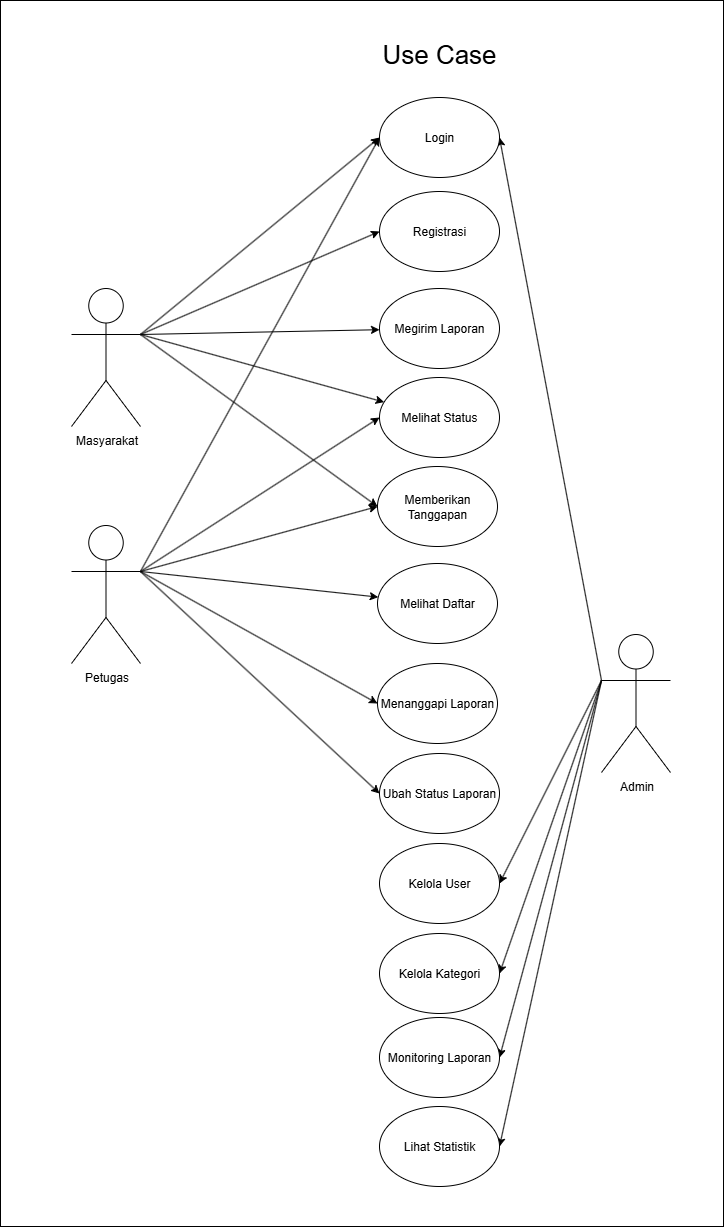 Use Case
Login
Registrasi
Megirim Laporan
Masyarakat
Melihat Status
Memberikan
Tanggapan
Melihat Daftar
Petugas
Menanggapi Laporan
Admin
Ubah Status Laporan
Kelola User
Kelola Kategori
Monitoring Laporan
Lihat Statistik